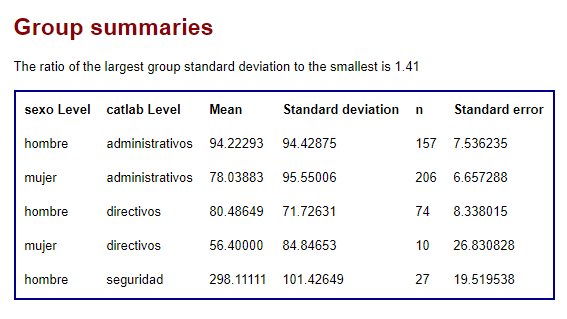 Group summaries
The ratio of the largest group standard deviation to the smallest is 1.41
sexo Level catlab Level Mean Standard deviation n Standard error
hombre administrativos 94.22293 94.42875 157 7.536235
mujer administrativos 78.03883 95.55006 206 6.657288
hombre directivos 80.48649 71.72631 74 8.338015
mujer directivos 56.40000 84.84653 10 26.830828
hombre seguridad 298.11111 101.42649 27 19.519538